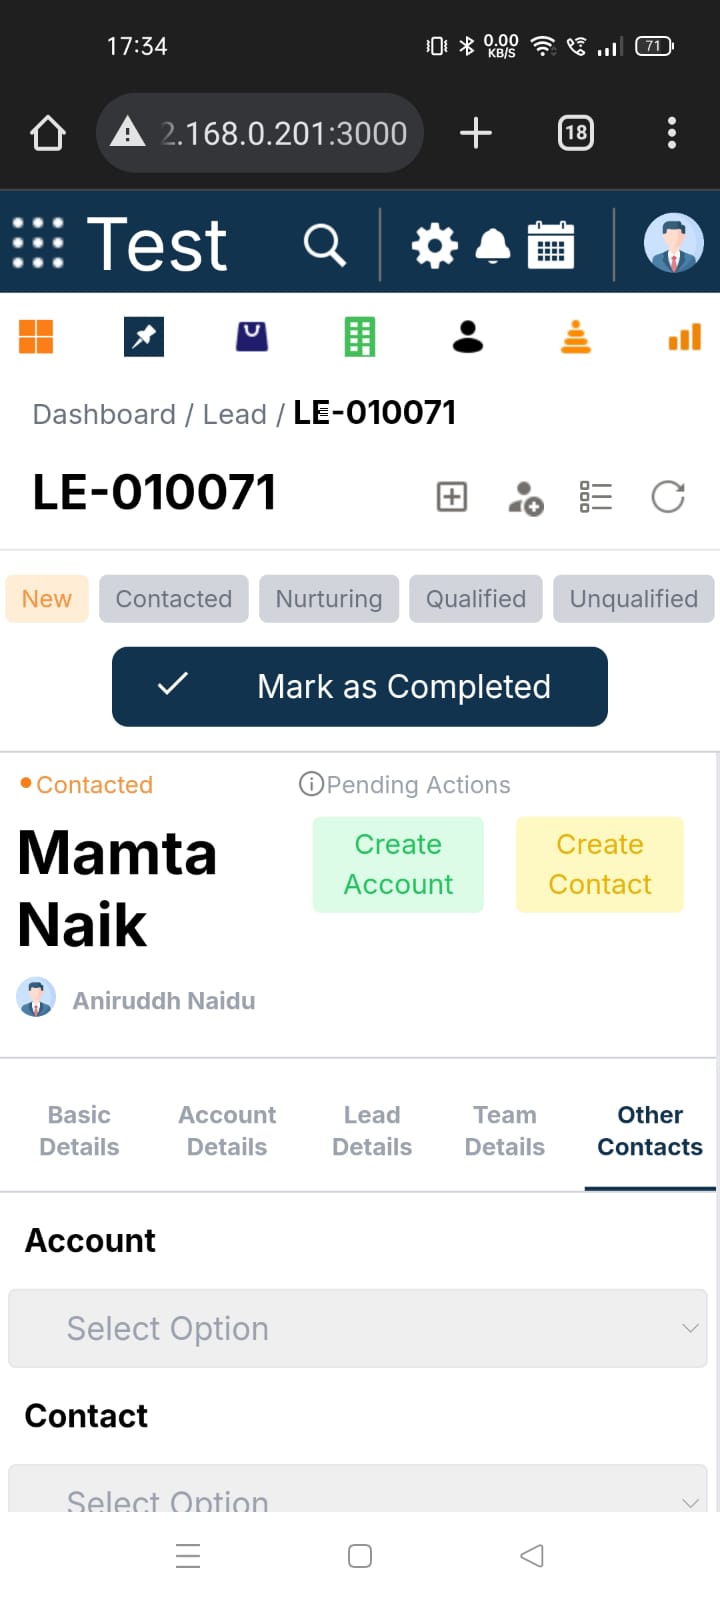 17:34
0.00
KB/S
71
2.168.0.201:3000
18
Test
Dashboard / Lead / LE-010071
LE-010071
New
Contacted
Nurturing
Qualified
Unqualified
Mark as Completed
Contacted
Pending Actions
Mamta
Naik
Create
Account
Create
Contact
Aniruddh Naidu
Basic
Details
Account
Details
Lead
Details
Team
Details
Other
Contacts
Account
Select Option
Contact
Select Option